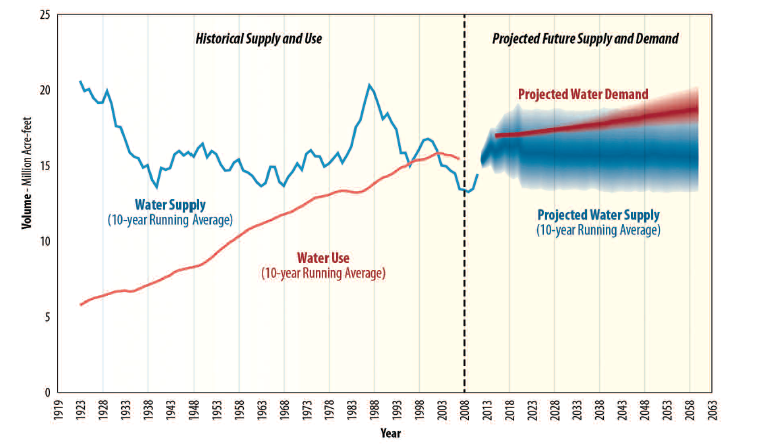 Historical Supply and Use
Projected Future Supply and Demand
Volume - Million Acre-feet
25
20
15
10
5
0
Projected Water Demand
Water Supply
(10-year Running Average)
Projected Water Supply
(10-year Running Average)
Water Use
(10-year Running Average)
1919 1923 1928 1933 1938 1943 1948 1953 1958 1963 1968 1973 1978 1983 1988 1993 1998 2003 2008 2013 2018 2023 2028 2033 2038 2043 2048 2053 2058 2063
Year